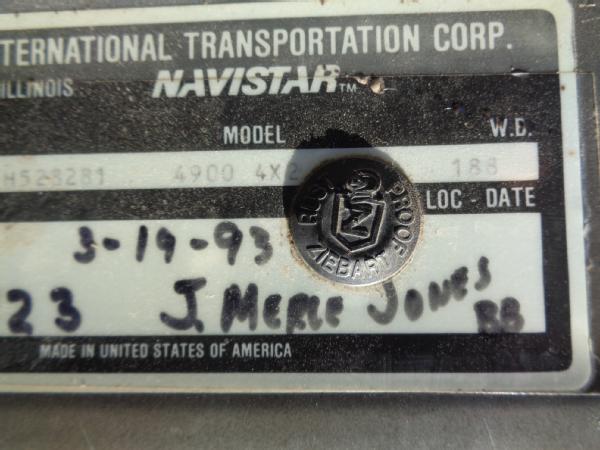 TERNATIONAL TRANSPORTATION CORP.
ILLINOIS NAVISTAR TM
MODEL W.B.
H528281 4900 4X2 188
LOC - DATE
RUST PROOF
ZIEBART
3-19-93
23 J. MERLE JONES
BB
MADE IN UNITED STATES OF AMERICA